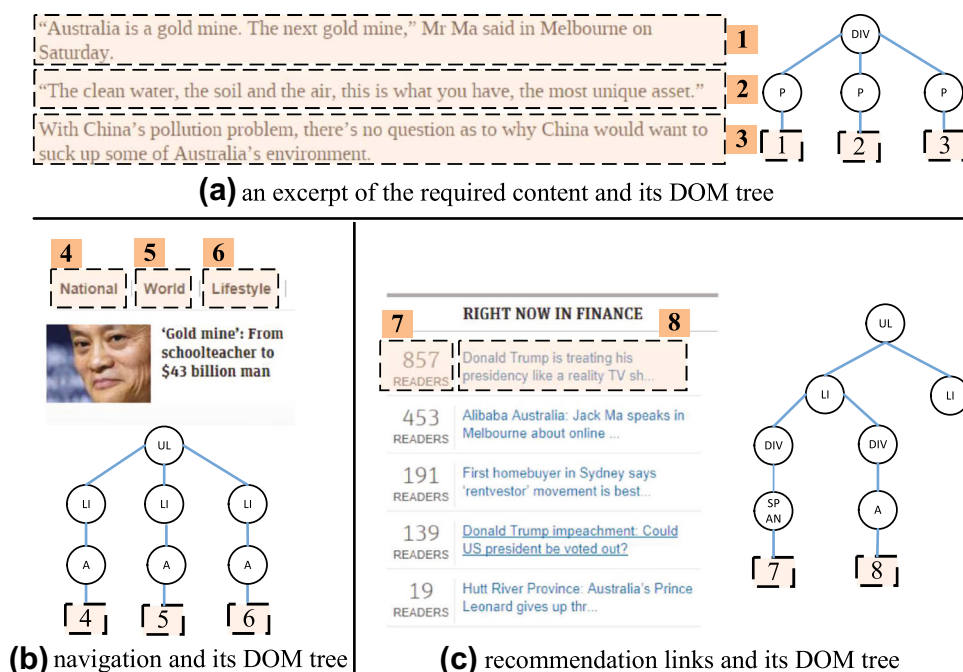 “Australia is a gold mine. The next gold mine,” Mr Ma said in Melbourne on
Saturday.
1
“The clean water, the soil and the air, this is what you have, the most unique asset.”
2
With China’s pollution problem, there’s no question as to why China would want to
suck up some of Australia’s environment.
3
DIV
P P P
1 2 3
(a) an excerpt of the required content and its DOM tree
4 5 6
National World Lifestyle
‘Gold mine’: From
schoolteacher to
$43 billion man
UL
LI LI LI
A A A
4 5 6
(b) navigation and its DOM tree
RIGHT NOW IN FINANCE
7 8
857 READERS
Donald Trump is treating his
presidency like a reality TV sh...
453 READERS
Alibaba Australia: Jack Ma speaks in
Melbourne about online ...
191 READERS
First homebuyer in Sydney says
‘rentvestor’ movement is best...
139 READERS
Donald Trump impeachment: Could
US president be voted out?
19 READERS
Hutt River Province: Australia’s Prince
Leonard gives up thr...
UL
LI LI
DIV DIV
SP
AN
A
7 8
(c) recommendation links and its DOM tree